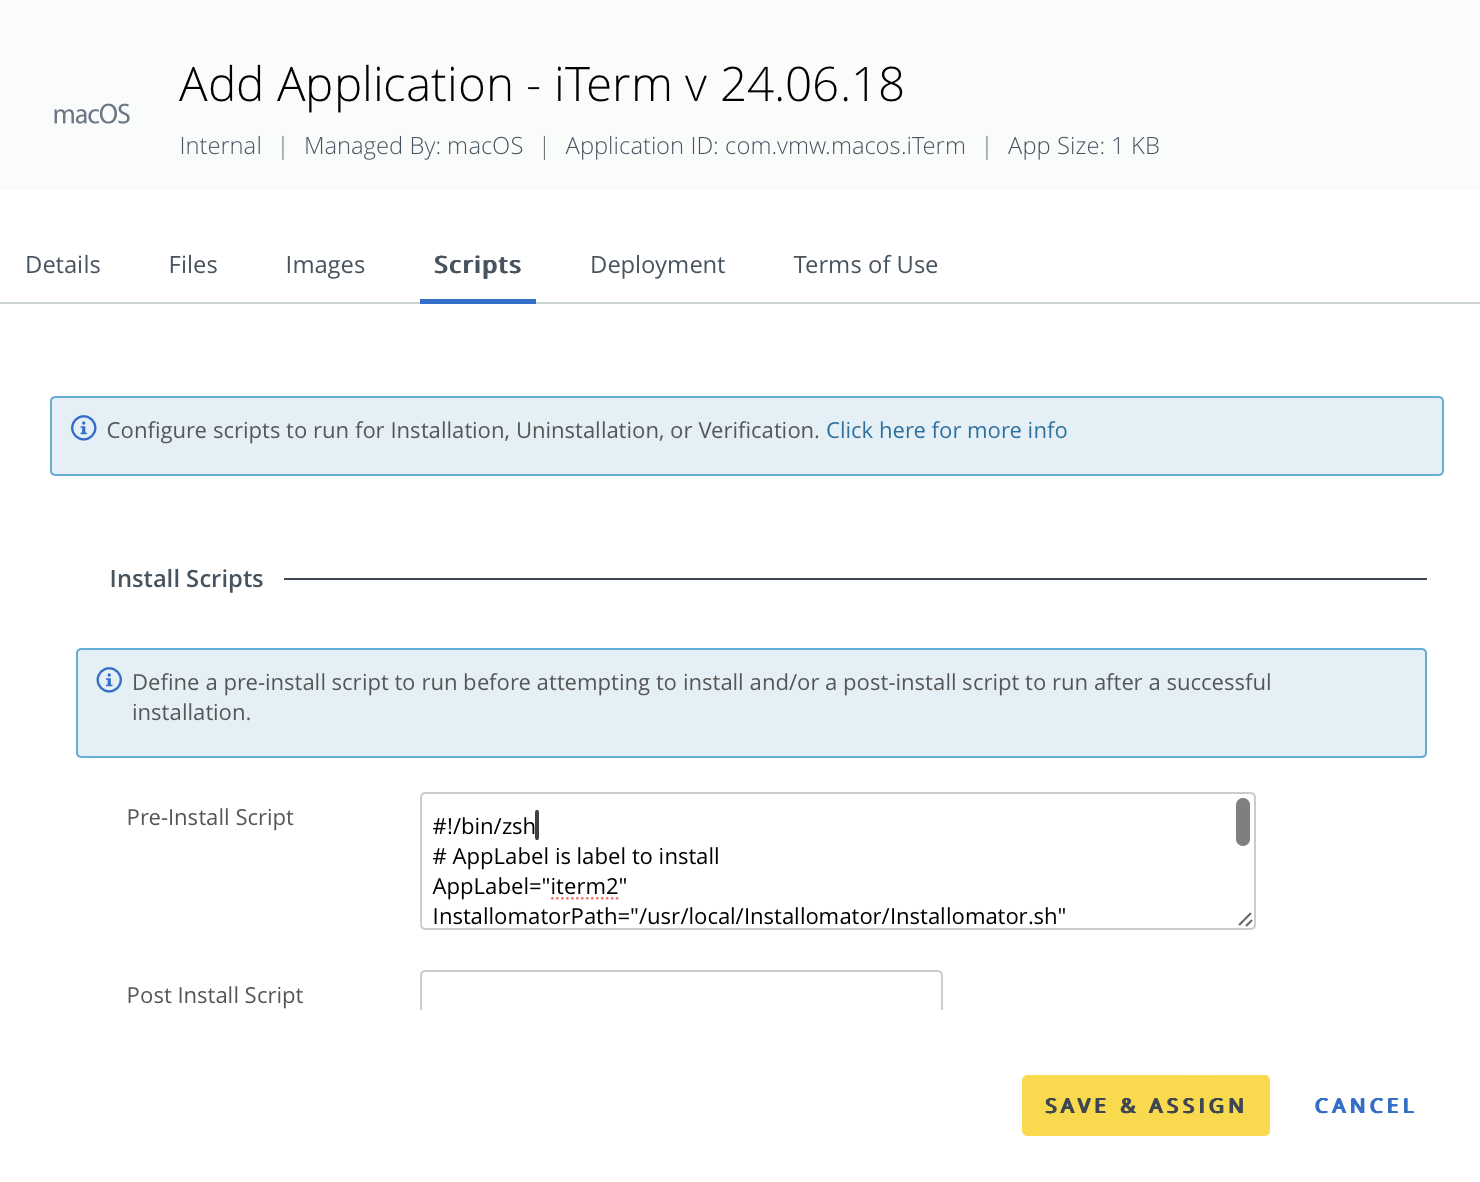 Add Application - iTerm v 24.06.18
macOS
Internal | Managed By: macOS | Application ID: com.vmw.macos.iTerm | App Size: 1 KB
Details Files Images Scripts Deployment Terms of Use
Configure scripts to run for Installation, Uninstallation, or Verification. Click here for more info
Install Scripts
Define a pre-install script to run before attempting to install and/or a post-install script to run after a successful
installation.
Pre-Install Script
#!/bin/zsh
# AppLabel is label to install
AppLabel="iterm2"
InstallomatorPath="/usr/local/Installomator/Installomator.sh"
Post Install Script
SAVE & ASSIGN CANCEL